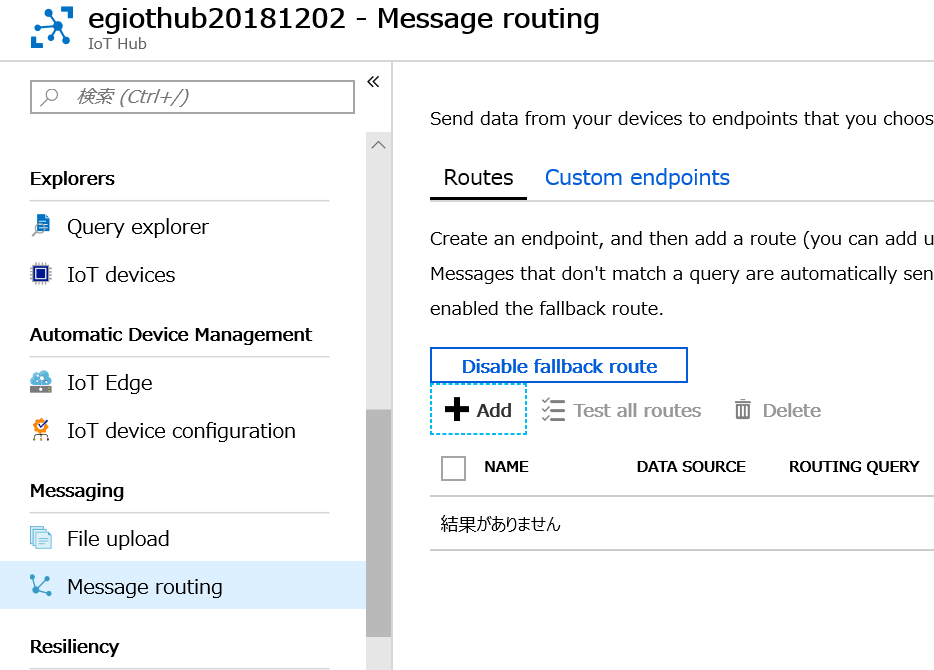 egiothub20181202 - Message routing
IoT Hub
検索 (Ctrl+/)
Explorers
Query explorer
IoT devices
Automatic Device Management
IoT Edge
IoT device configuration
Messaging
File upload
Message routing
Resiliency
Send data from your devices to endpoints that you choos
Routes
Custom endpoints
Create an endpoint, and then add a route (you can add u
Messages that don't match a query are automatically sen
enabled the fallback route.
Disable fallback route
Add
Test all routes
Delete
NAME
DATA SOURCE
ROUTING QUERY
結果がありません